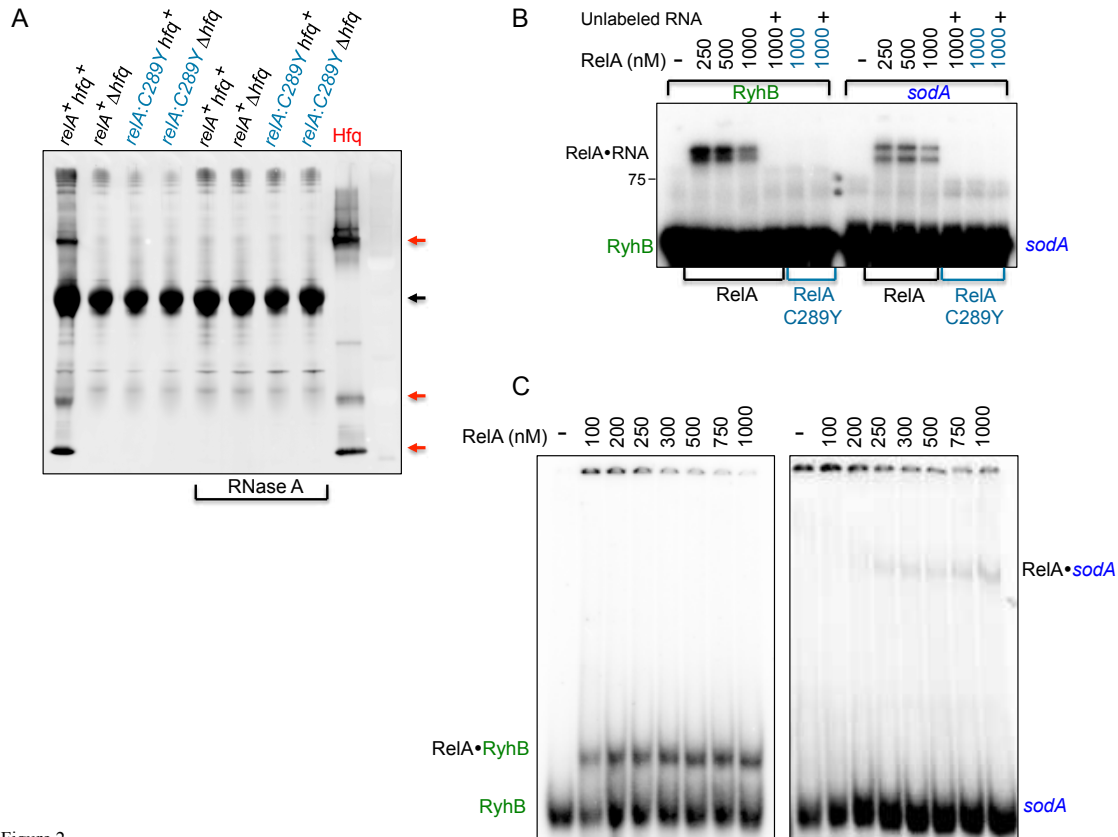 A
relA+ hfq+
relA+ Δhfq
relA:C289Y hfq+
relA:C289Y Δhfq
relA+ hfq+
relA+ Δhfq
relA:C289Y hfq+
relA:C289Y Δhfq
Hfq
RNase A
B
Unlabeled RNA + + + +
RelA (nM) - 250 500 1000 1000 1000 1000 - 250 500 1000 1000 1000 1000
RyhB sodA
RelA•RNA
75
RyhB sodA
RelA RelA C289Y RelA RelA C289Y
C
RelA (nM) - 100 200 250 300 500 750 1000 - 100 200 250 300 500 750 1000
RelA•sodA
RelA•RyhB
RyhB sodA